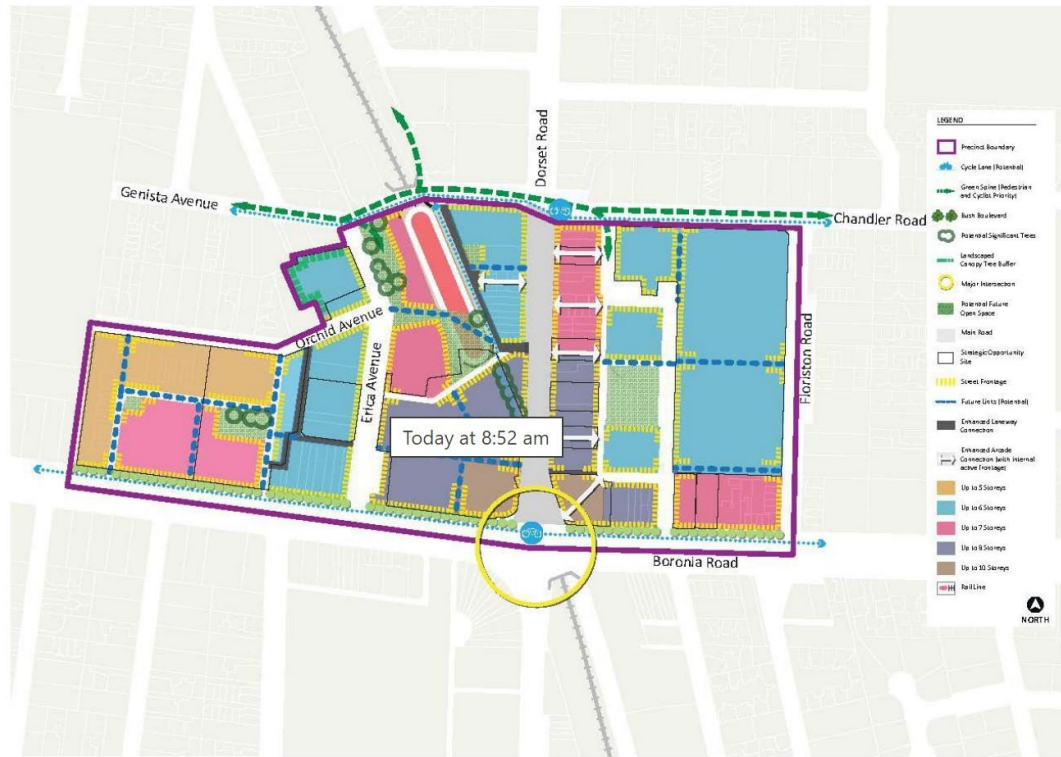 Dorset Road
Genista Avenue
Chandler Road
Orchid Avenue
Erica Avenue
Floriston Road
Today at 8:52 am
Boronia Road
LEGEND
Precinct Boundary
Cycle Lane (Potential)
Green Spine (Pedestrian
and Cyclist Priority)
Bush Boulevard
Potential Significant Trees
Landscaped
Canopy Tree Buffer
Major Intersection
Potential Future
Open Space
Main Road
Strategic Opportunity
Site
Street Frontage
Future Links (Potential)
Enhanced Laneway
Connection
Enhanced Arcade
Connection (with internal
active frontage)
Up to 5 Storeys
Up to 6 Storeys
Up to 7 Storeys
Up to 8 Storeys
Up to 10 Storeys
Rail Line
NORTH